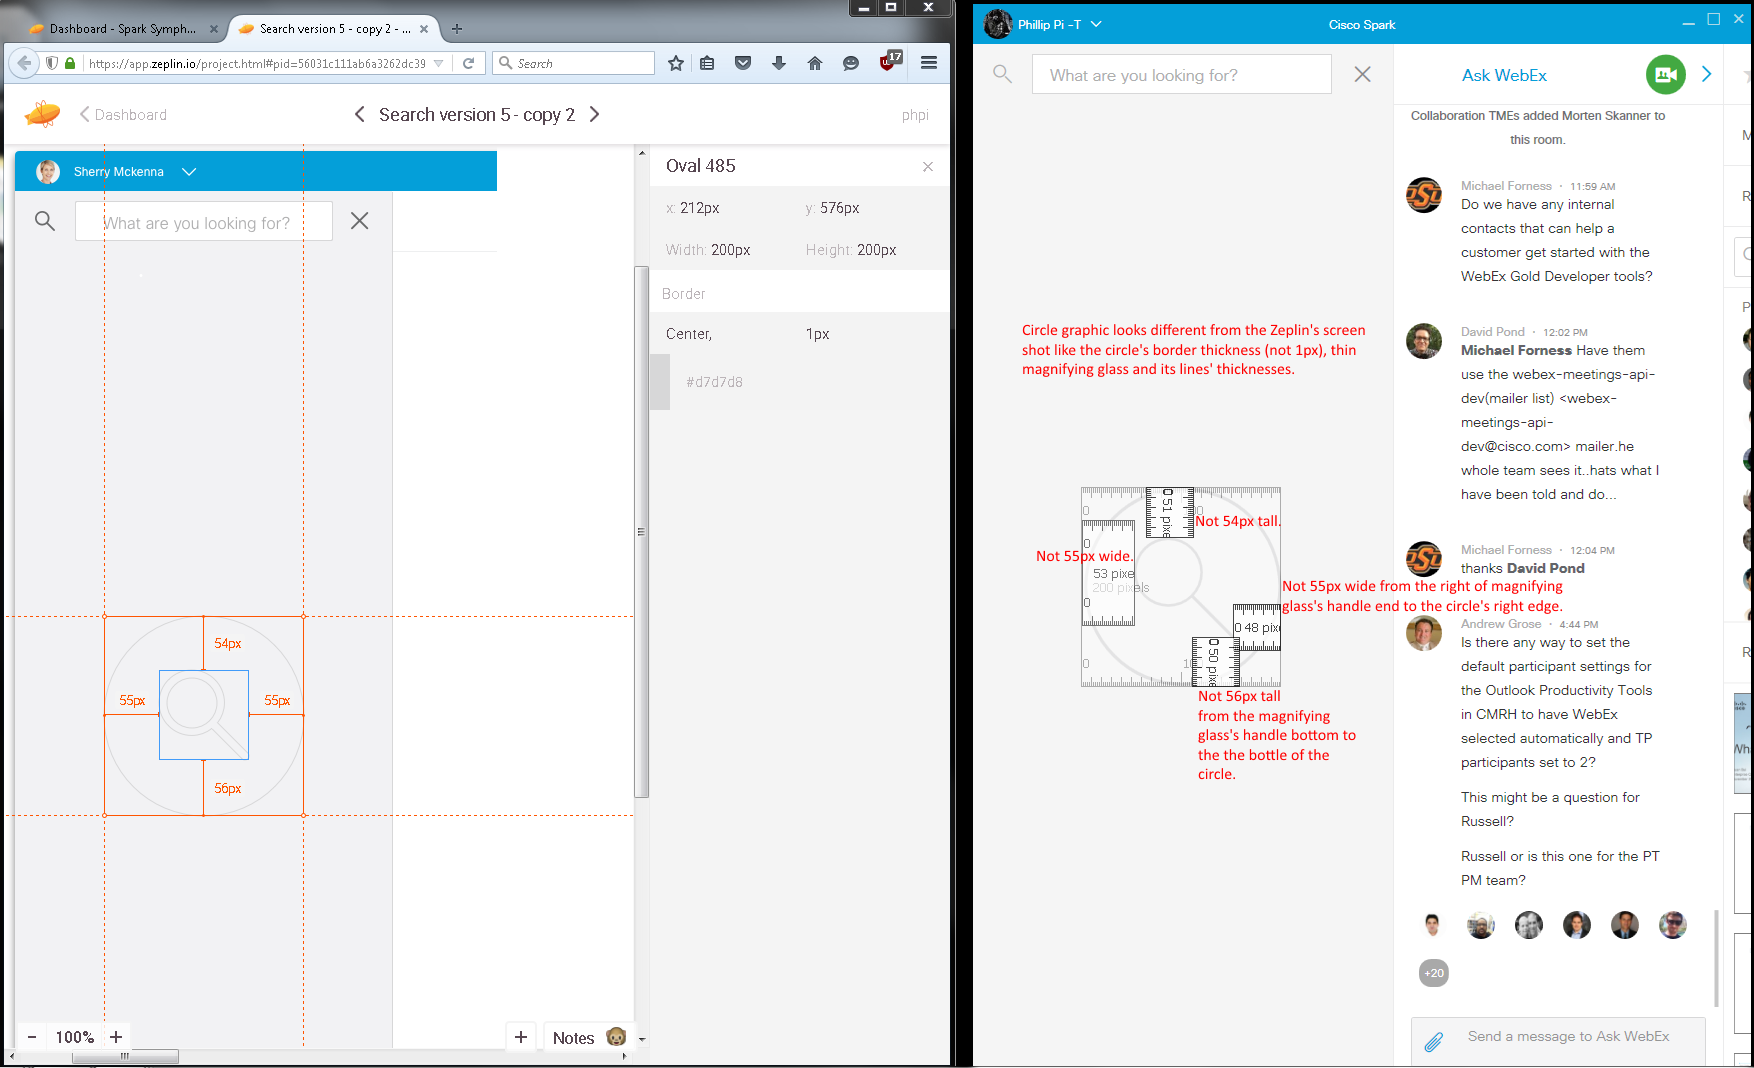 Dashboard - Spark Symph...
Search version 5 - copy 2 - ...
https://app.zeplin.io/project.html#pid=56031c111ab6a3262dc39
Search
17
Dashboard
Search version 5 - copy 2
phpi
Sherry Mckenna
What are you looking for?
54px
55px
55px
56px
100%
Notes
Oval 485
x: 212px
y: 576px
Width: 200px
Height: 200px
Border
Center,
1px
#d7d7d8
Phillip Pi -T
Cisco Spark
What are you looking for?
Circle graphic looks different from the Zeplin's screen
shot like the circle's border thickness (not 1px), thin
magnifying glass and its lines' thicknesses.
0 51 pixe
Not 54px tall.
Not 55px wide.
53 pixe
200 pixels
Not 55px wide from the right of magnifying
glass's handle end to the circle's right edge.
0 48 pix
0 50 pixe
Not 56px tall
from the magnifying
glass's handle bottom to
the the bottle of the
circle.
Ask WebEx
Collaboration TMEs added Morten Skanner to
this room.
Michael Forness · 11:59 AM
Do we have any internal
contacts that can help a
customer get started with the
WebEx Gold Developer tools?
David Pond · 12:02 PM
Michael Forness Have them
use the webex-meetings-api-
dev(mailer list) <webex-
meetings-api-
dev@cisco.com> mailer.he
whole team sees it..hats what I
have been told and do...
Michael Forness · 12:04 PM
thanks David Pond
Andrew Grose · 4:44 PM
Is there any way to set the
default participant settings for
the Outlook Productivity Tools
in CMRH to have WebEx
selected automatically and TP
participants set to 2?
This might be a question for
Russell?
Russell or is this one for the PT
PM team?
+20
Send a message to Ask WebEx